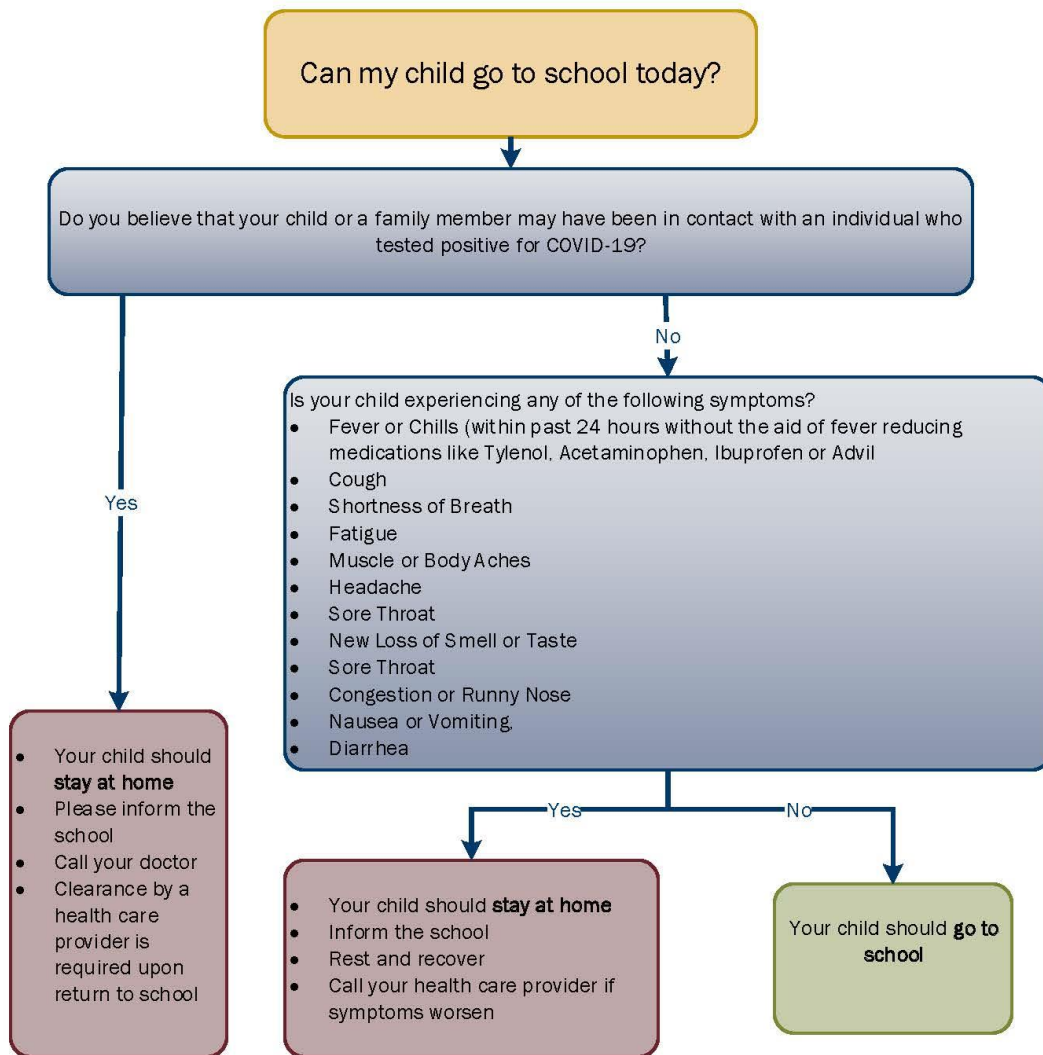 Can my child go to school today?
Do you believe that your child or a family member may have been in contact with an individual who
tested positive for COVID-19?
No
Is your child experiencing any of the following symptoms?
● Fever or Chills (within past 24 hours without the aid of fever reducing
medications like Tylenol, Acetaminophen, Ibuprofen or Advil
● Cough
● Shortness of Breath
● Fatigue
● Muscle or Body Aches
● Headache
● Sore Throat
● New Loss of Smell or Taste
● Sore Throat
● Congestion or Runny Nose
● Nausea or Vomiting,
● Diarrhea
Yes
● Your child should
stay at home
● Please inform the
school
● Call your doctor
● Clearance by a
health care
provider is
required upon
return to school
Yes
No
● Your child should stay at home
● Inform the school
● Rest and recover
● Call your health care provider if
symptoms worsen
Your child should go to
school